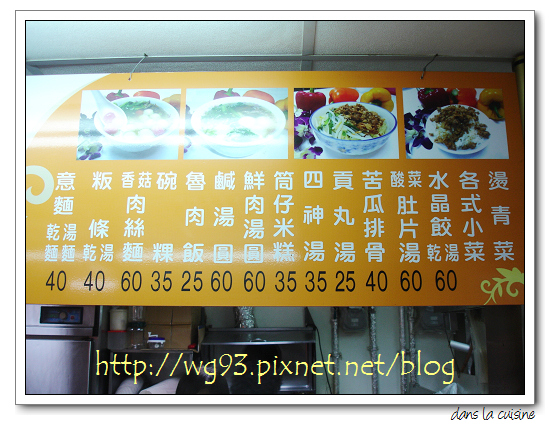 意麵 乾麵 湯麵 40
粄條 乾 湯 40
香菇肉絲麵 60
碗粿 35
魯肉飯 25
鹹湯圓 60
鮮肉湯圓 60
筒仔米糕 35
四神湯 35
貢丸湯 25
苦瓜排骨 40
酸菜肚片湯 60
水晶餃 乾 湯 60
各式小菜
燙青菜
http://wg93.pixnet.net/blog
dans la cuisine